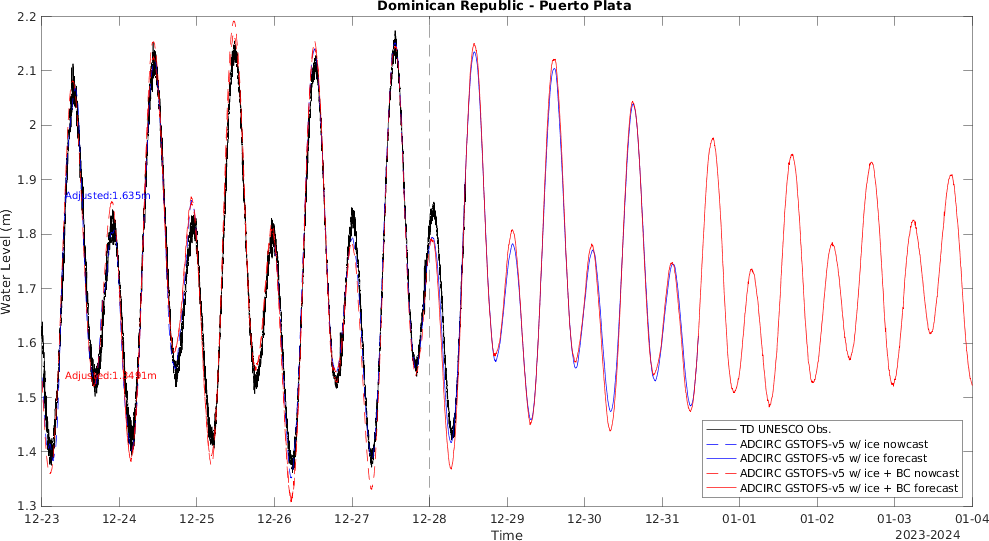 Dominican Republic - Puerto Plata
Water Level (m)
2.2
2.1
2
1.9
1.8
1.7
1.6
1.5
1.4
1.3
Adjusted:1.635m
Adjusted:1.3491m
TD UNESCO Obs.
ADCIRC GSTOFS-v5 w/ ice nowcast
ADCIRC GSTOFS-v5 w/ ice forecast
ADCIRC GSTOFS-v5 w/ ice + BC nowcast
ADCIRC GSTOFS-v5 w/ ice + BC forecast
12-23 12-24 12-25 12-26 12-27 12-28 12-29 12-30 12-31 01-01 01-02 01-03 01-04
Time
2023-2024